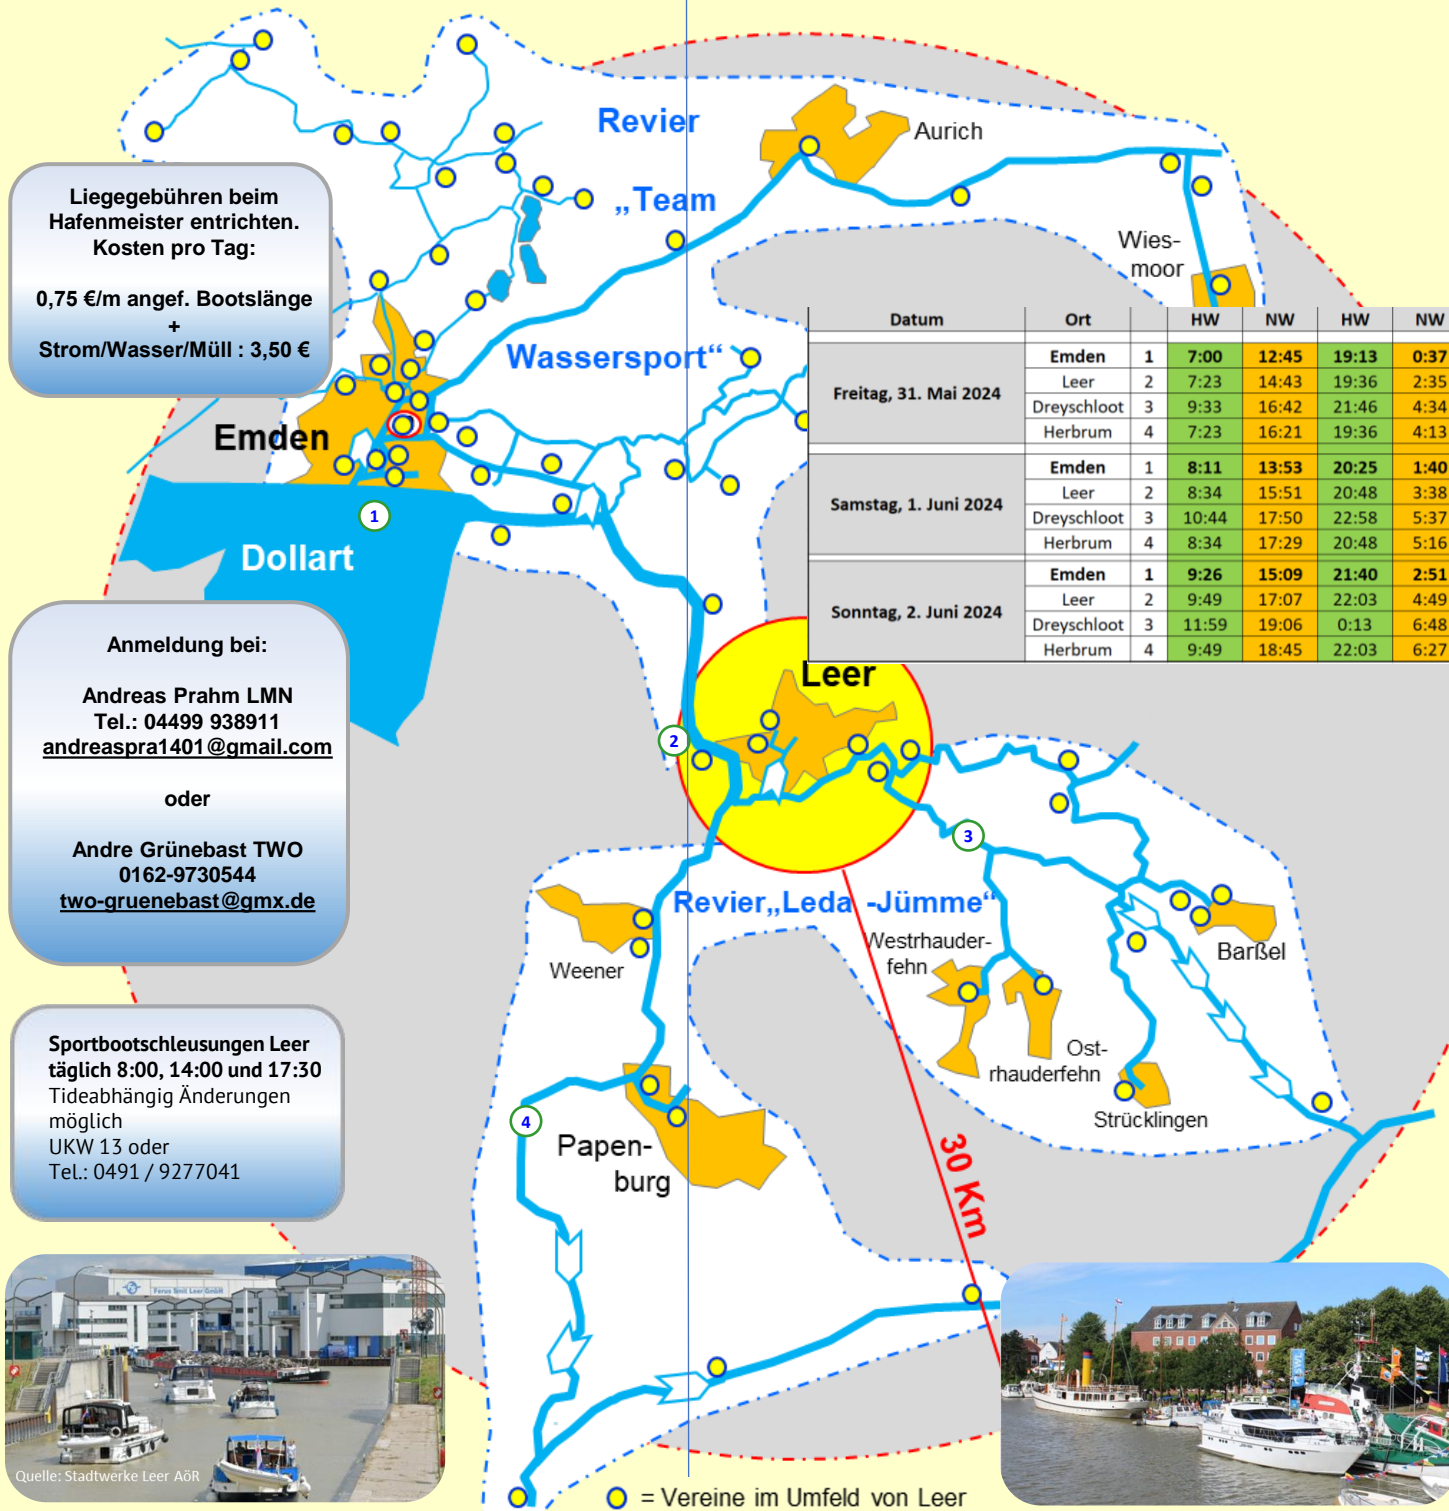 Revier
„Team
Wassersport“
Aurich
Wies-
moor
Liegegebühren beim
Hafenmeister entrichten.
Kosten pro Tag:
0,75 €/m angef. Bootslänge
+
Strom/Wasser/Müll : 3,50 €
Datum Ort HW NW HW NW
Freitag, 31. Mai 2024
Emden 1 7:00 12:45 19:13 0:37
Leer 2 7:23 14:43 19:36 2:35
Dreyschloot 3 9:33 16:42 21:46 4:34
Herbrum 4 7:23 16:21 19:36 4:13
Samstag, 1. Juni 2024
Emden 1 8:11 13:53 20:25 1:40
Leer 2 8:34 15:51 20:48 3:38
Dreyschloot 3 10:44 17:50 22:58 5:37
Herbrum 4 8:34 17:29 20:48 5:16
Sonntag, 2. Juni 2024
Emden 1 9:26 15:09 21:40 2:51
Leer 2 9:49 17:07 22:03 4:49
Dreyschloot 3 11:59 19:06 0:13 6:48
Herbrum 4 9:49 18:45 22:03 6:27
Emden
1
Dollart
Anmeldung bei:
Andreas Prahm LMN
Tel.: 04499 938911
andreaspra1401@gmail.com
oder
Andre Grünebast TWO
0162-9730544
two-gruenebast@gmx.de
Leer
2
3
Revier„Leda -Jümme“
Weener
Westrhauder-
fehn
Barßel
Ost-
rhauderfehn
Strücklingen
Sportbootschleusungen Leer
täglich 8:00, 14:00 und 17:30
Tideabhängig Änderungen
möglich
UKW 13 oder
Tel.: 0491 / 9277041
4
Papen-
burg
30 Km
Ferus Smit Leer GmbH
Quelle: Stadtwerke Leer AöR
= Vereine im Umfeld von Leer